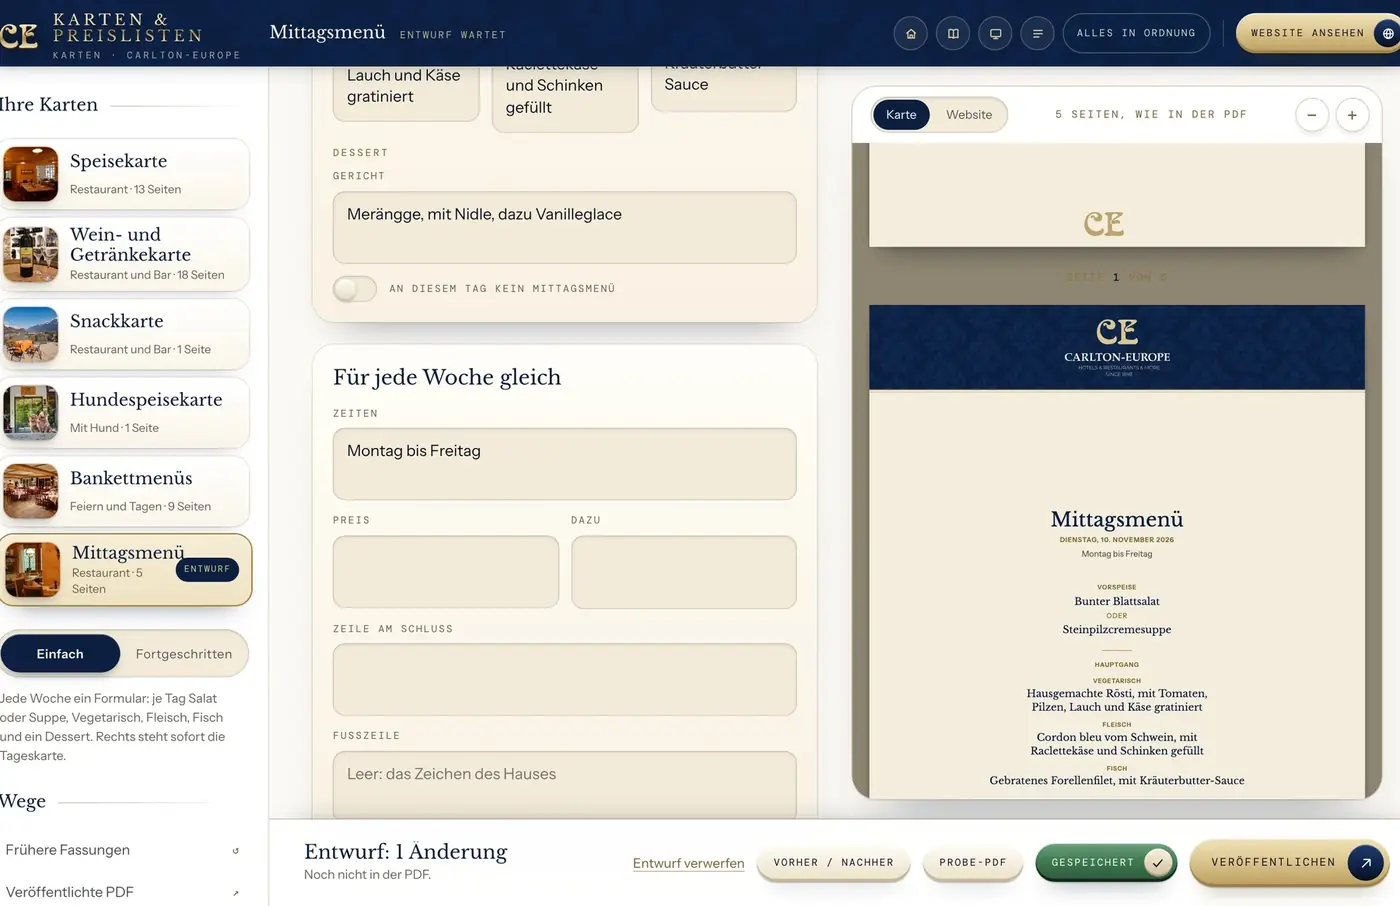 CE
KARTEN &
PREISLISTEN
KARTEN · CARLTON-EUROPE
Mittagsmenü ENTWURF WARTET
ALLES IN ORDNUNG
WEBSITE ANSEHEN
Ihre Karten
Speisekarte
Restaurant · 13 Seiten
Wein- und
Getränkekarte
Restaurant und Bar · 18 Seiten
Snackkarte
Restaurant und Bar · 1 Seite
Hundespeisekarte
Mit Hund · 1 Seite
Bankettmenüs
Feiern und Tagen · 9 Seiten
Mittagsmenü
Restaurant · 5
Seiten
ENTWURF
Einfach
Fortgeschritten
Jede Woche ein Formular: je Tag Salat
oder Suppe, Vegetarisch, Fleisch, Fisch
und ein Dessert. Rechts steht sofort die
Tageskarte.
Wege
Frühere Fassungen
Veröffentlichte PDF
Lauch und Käse
gratiniert
Raclettekäse
und Schinken
gefüllt
Kräuterbutter-
Sauce
DESSERT
GERICHT
Merängge, mit Nidle, dazu Vanilleglace
AN DIESEM TAG KEIN MITTAGSMENÜ
Für jede Woche gleich
ZEITEN
Montag bis Freitag
PREIS
DAZU
ZEILE AM SCHLUSS
FUSSZEILE
Leer: das Zeichen des Hauses
Karte
Website
5 SEITEN, WIE IN DER PDF
CE
SEITE 1 VON 5
CE
CARLTON-EUROPE
HOTELS & RESTAURANTS & MORE
Mittagsmenü
DIENSTAG, 10. NOVEMBER 2026
Montag bis Freitag
VORSPEISE
Bunter Blattsalat
ODER
Steinpilzcremesuppe
HAUPTGANG
VEGETARISCH
Hausgemachte Rösti, mit Tomaten,
Pilzen, Lauch und Käse gratiniert
FLEISCH
Cordon bleu vom Schwein, mit
Raclettekäse und Schinken gefüllt
FISCH
Gebratenes Forellenfilet, mit Kräuterbutter-Sauce
Entwurf: 1 Änderung
Noch nicht in der PDF.
Entwurf verwerfen
VORHER / NACHHER
PROBE-PDF
GESPEICHERT
VERÖFFENTLICHEN